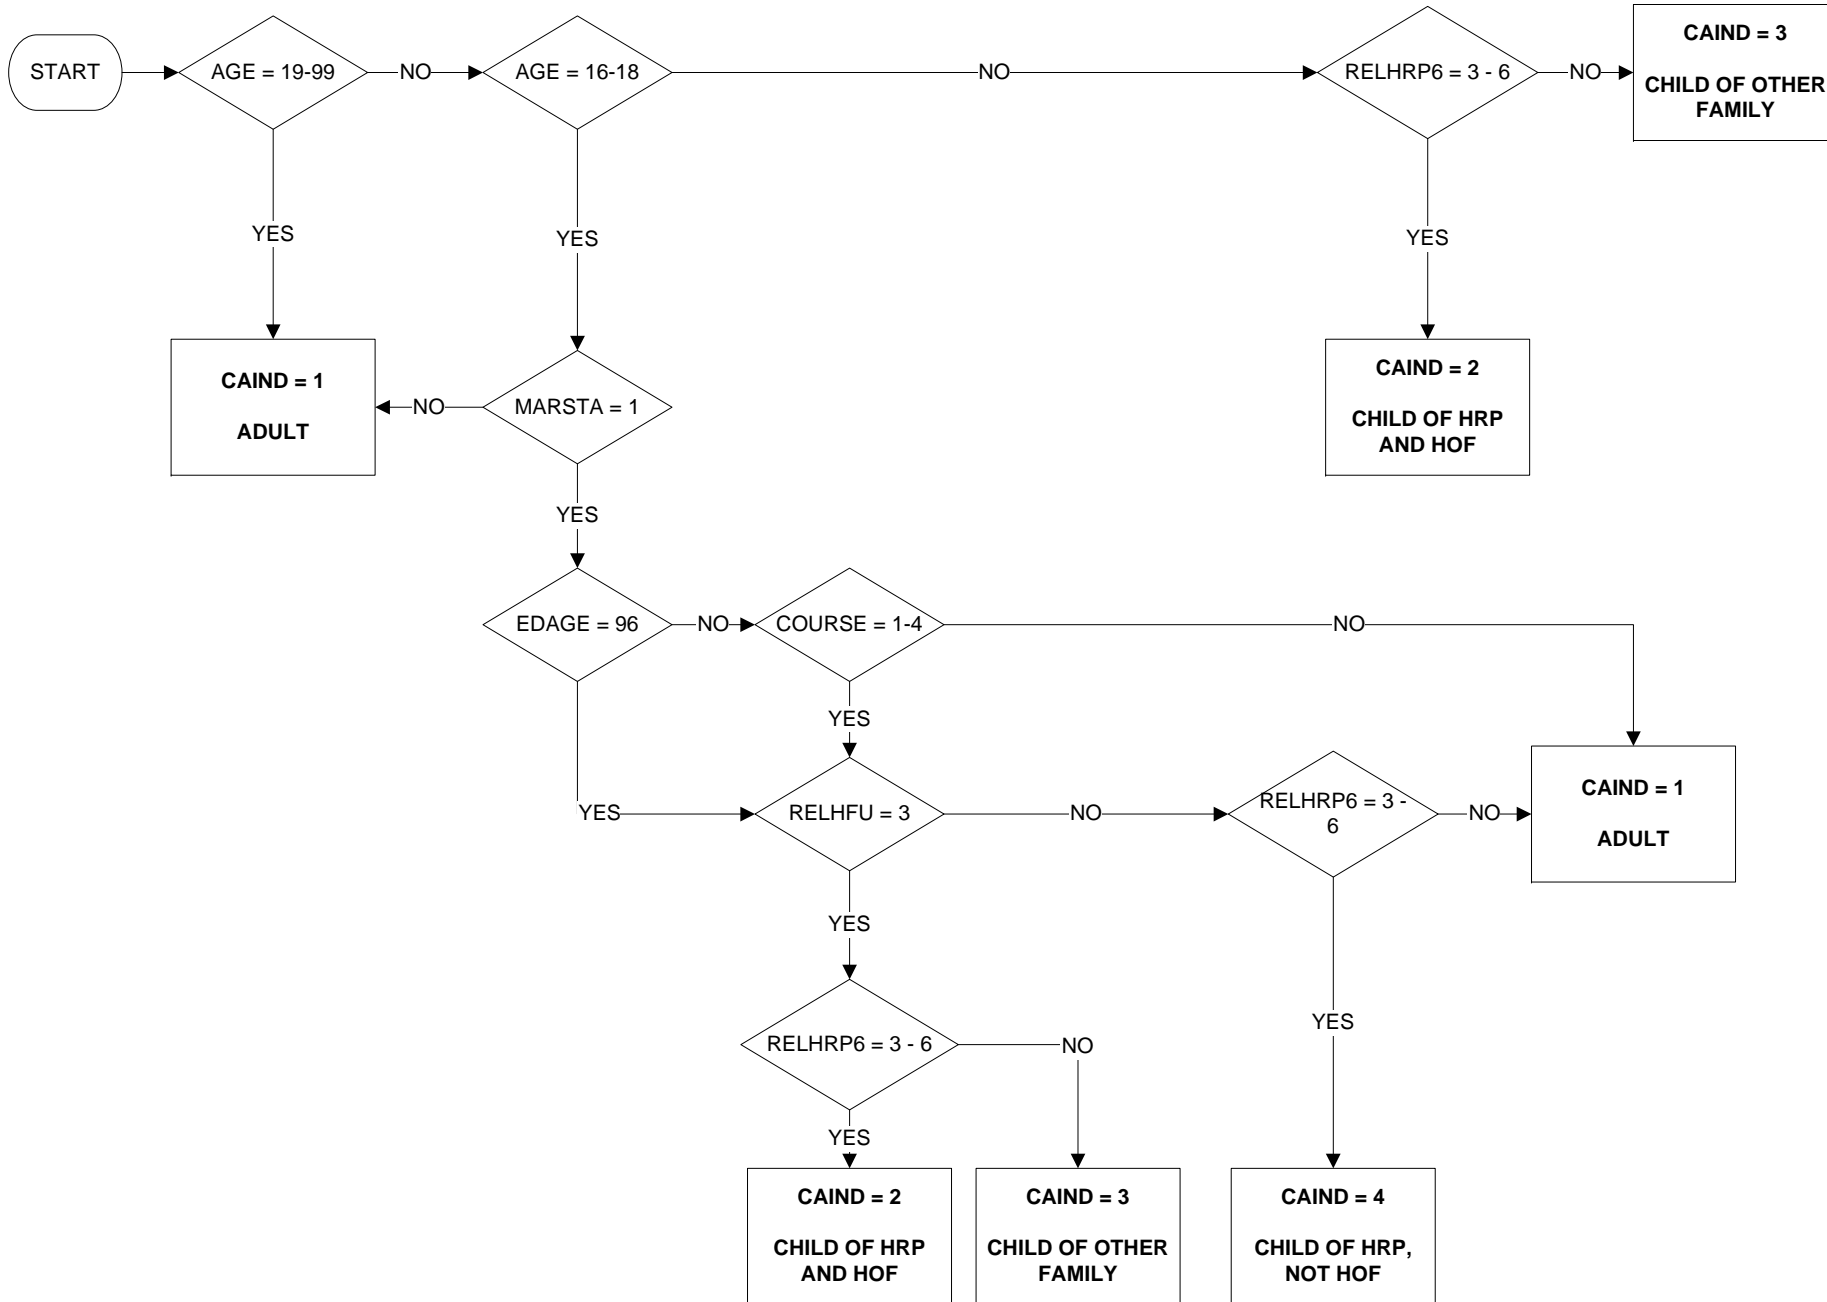 START
AGE = 19-99
NO
AGE = 16-18
NO
RELHRP6 = 3 - 6
NO
CAIND = 3
CHILD OF OTHER
FAMILY
YES
YES
YES
CAIND = 1
ADULT
NO
MARSTA = 1
CAIND = 2
CHILD OF HRP
AND HOF
YES
EDAGE = 96
NO
COURSE = 1-4
NO
YES
YES
RELHFU = 3
NO
RELHRP6 = 3 -
6
NO
CAIND = 1
ADULT
YES
YES
RELHRP6 = 3 - 6
NO
YES
CAIND = 2
CHILD OF HRP
AND HOF
CAIND = 3
CHILD OF OTHER
FAMILY
CAIND = 4
CHILD OF HRP,
NOT HOF